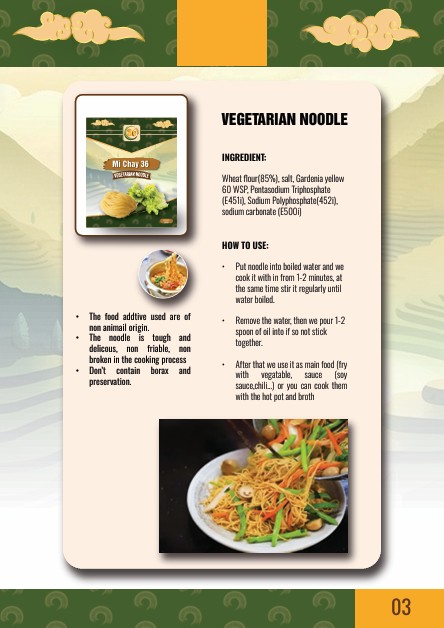 36
Mì Chay 36
VEGETARIAN NOODLE
VEGETARIAN NOODLE
INGREDIENT:
Wheat flour(85%), salt, Gardenia yellow
60 WSP, Pentasodium Triphosphate
(E451i), Sodium Polyphosphate(452i),
sodium carbonate (E500i)
HOW TO USE:
• Put noodle into boiled water and we
cook it with in from 1-2 minutes, at
the same time stir it regularly until
water boiled.
• Remove the water, then we pour 1-2
spoon of oil into if so not stick
together.
• After that we use it as main food (fry
with vegatable, sauce (soy
sauce,chili...) or you can cook them
with the hot pot and broth
• The food addtive used are of
non animail origin.
• The noodle is tough and
delicous, non friable, non
broken in the cooking process
• Don't contain borax and
preservation.
03